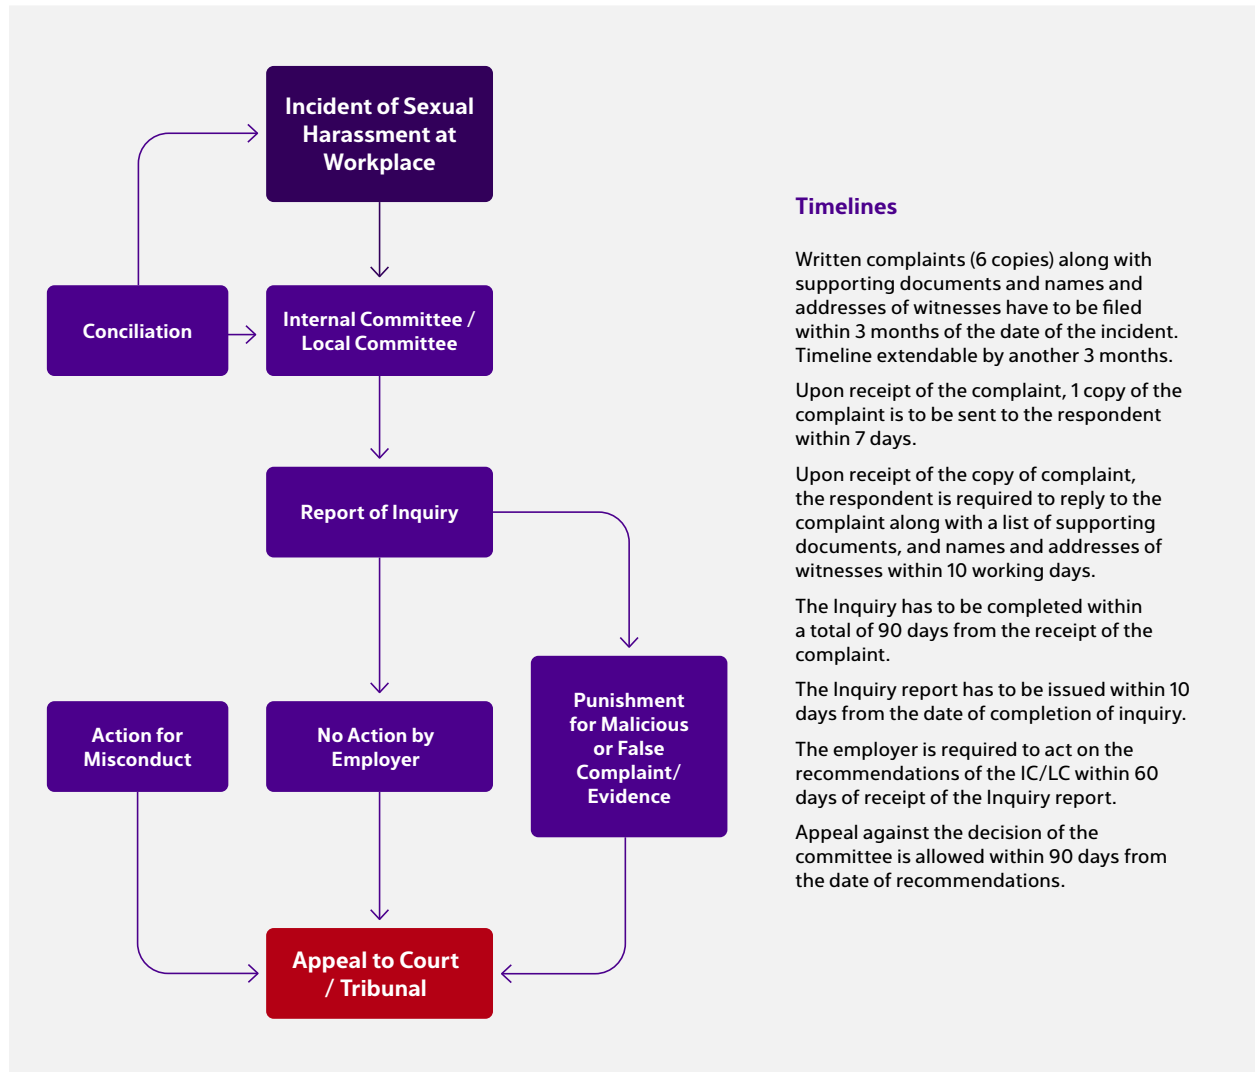 Incident of Sexual
Harassment at
Workplace
Conciliation
Internal Committee /
Local Committee
Report of Inquiry
Action for
Misconduct
No Action by
Employer
Punishment
for Malicious
or False
Complaint/
Evidence
Appeal to Court
/ Tribunal
Timelines
Written complaints (6 copies) along with
supporting documents and names and
addresses of witnesses have to be filed
within 3 months of the date of the incident.
Timeline extendable by another 3 months.
Upon receipt of the complaint, 1 copy of the
complaint is to be sent to the respondent
within 7 days.
Upon receipt of the copy of complaint,
the respondent is required to reply to the
complaint along with a list of supporting
documents, and names and addresses of
witnesses within 10 working days.
The Inquiry has to be completed within
a total of 90 days from the receipt of the
complaint.
The Inquiry report has to be issued within 10
days from the date of completion of inquiry.
The employer is required to act on the
recommendations of the IC/LC within 60
days of receipt of the Inquiry report.
Appeal against the decision of the
committee is allowed within 90 days from
the date of recommendations.